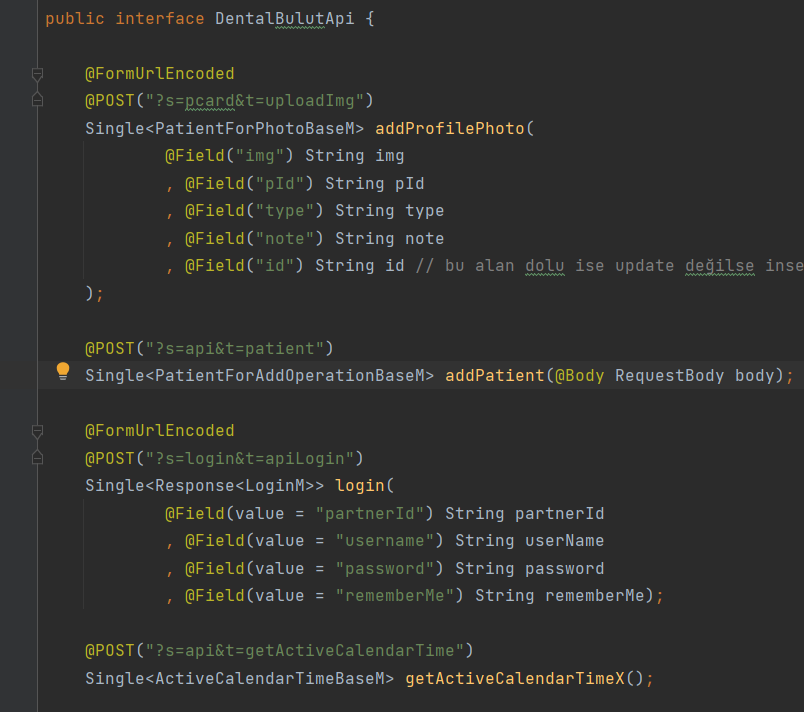 public interface DentalBulutApi {
@FormUrlEncoded
@POST("?s=pcard&t=uploadImg")
Single<PatientForPhotoBaseM> addProfilePhoto(
@Field("img") String img
, @Field("pId") String pId
, @Field("type") String type
, @Field("note") String note
, @Field("id") String id // bu alan dolu ise update değilse inse
);
@POST("?s=api&t=patient")
Single<PatientForAddOperationBaseM> addPatient(@Body RequestBody body);
@FormUrlEncoded
@POST("?s=login&t=apiLogin")
Single<Response<LoginM>> login(
@Field(value = "partnerId") String partnerId
, @Field(value = "username") String userName
, @Field(value = "password") String password
, @Field(value = "rememberMe") String rememberMe);
@POST("?s=api&t=getActiveCalendarTime")
Single<ActiveCalendarTimeBaseM> getActiveCalendarTimeX();